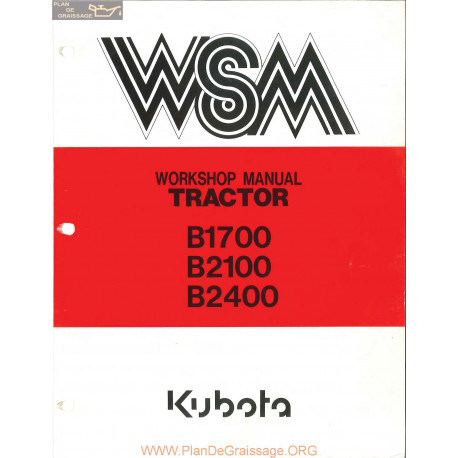 PLAN
DE
GRAISSAGE
WSM
WORKSHOP MANUAL
TRACTOR
B1700
B2100
B2400
Kubota
www.PlanDeGraissage.ORG